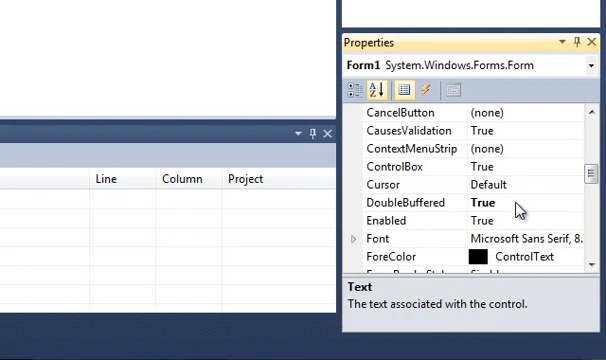 Properties
Form1 System.Windows.Forms.Form
CancelButton (none)
CausesValidation True
ContextMenuStrip (none)
ControlBox True
Cursor Default
DoubleBuffered True
Enabled True
Font Microsoft Sans Serif, 8.
ForeColor ControlText
Text
The text associated with the control.
Line Column Project